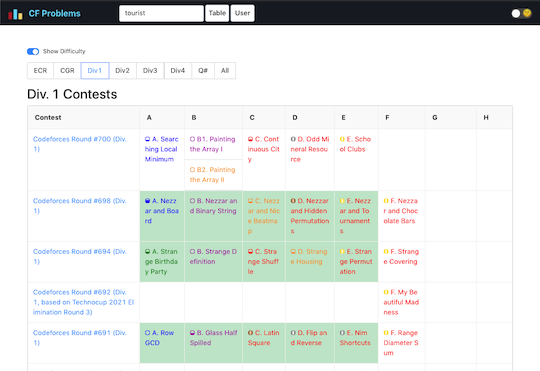 CF Problems tourist Table User
Show Difficulty
ECR CGR Div1 Div2 Div3 Div4 Q# All
Div. 1 Contests
Contest A B C D E F G H
Codeforces Round #700 (Div. 1)
A. Searching Local Minimum
B1. Painting the Array I
B2. Painting the Array II
C. Continuous City
D. Odd Mineral Resource
E. School Clubs
Codeforces Round #698 (Div. 1)
A. Nezzar and Board
B. Nezzar and Binary String
C. Nezzar and Nice Beatmap
D. Nezzar and Hidden Permutations
E. Nezzar and Tournaments
F. Nezzar and Chocolate Bars
Codeforces Round #694 (Div. 1)
A. Strange Birthday Party
B. Strange Definition
C. Strange Shuffle
D. Strange Housing
E. Strange Permutation
F. Strange Covering
Codeforces Round #692 (Div. 1, based on Technocup 2021 Elimination Round 3)
F. My Beautiful Madness
Codeforces Round #691 (Div. 1)
A. Row GCD
B. Glass Half Spilled
C. Latin Square
D. Flip and Reverse
E. Nim Shortcuts
F. Range Diameter Sum